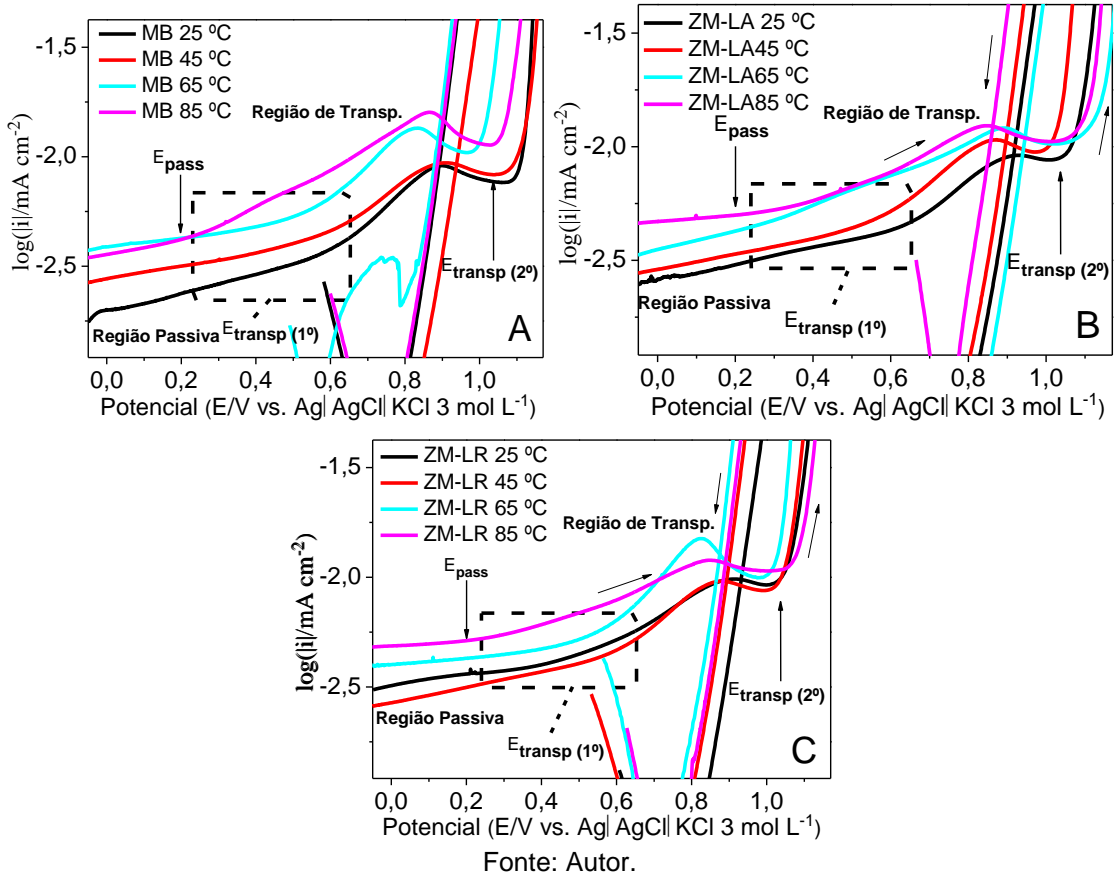 -1,5
-2,0
-2,5
log(|i|/mA cm-2)
MB 25 ºC
MB 45 ºC
MB 65 ºC
MB 85 ºC
Região de Transp.
Epass
Etransp (2º)
Região Passiva
Etransp (1º)
A
0,0 0,2 0,4 0,6 0,8 1,0
Potencial (E/V vs. Ag| AgCl| KCl 3 mol L-1)
-1,5
-2,0
-2,5
log(|i|/mA cm-2)
ZM-LA 25 ºC
ZM-LA45 ºC
ZM-LA65 ºC
ZM-LA85 ºC
Região de Transp.
Epass
Etransp (2º)
Região Passiva
Etransp (1º)
B
0,0 0,2 0,4 0,6 0,8 1,0
Potencial (E/V vs. Ag| AgCl| KCl 3 mol L-1)
-1,5
-2,0
-2,5
log(|i|/mA cm-2)
ZM-LR 25 ºC
ZM-LR 45 ºC
ZM-LR 65 ºC
ZM-LR 85 ºC
Região de Transp.
Epass
Etransp (2º)
Região Passiva
Etransp (1º)
C
0,0 0,2 0,4 0,6 0,8 1,0
Potencial (E/V vs. Ag| AgCl| KCl 3 mol L-1)
Fonte: Autor.